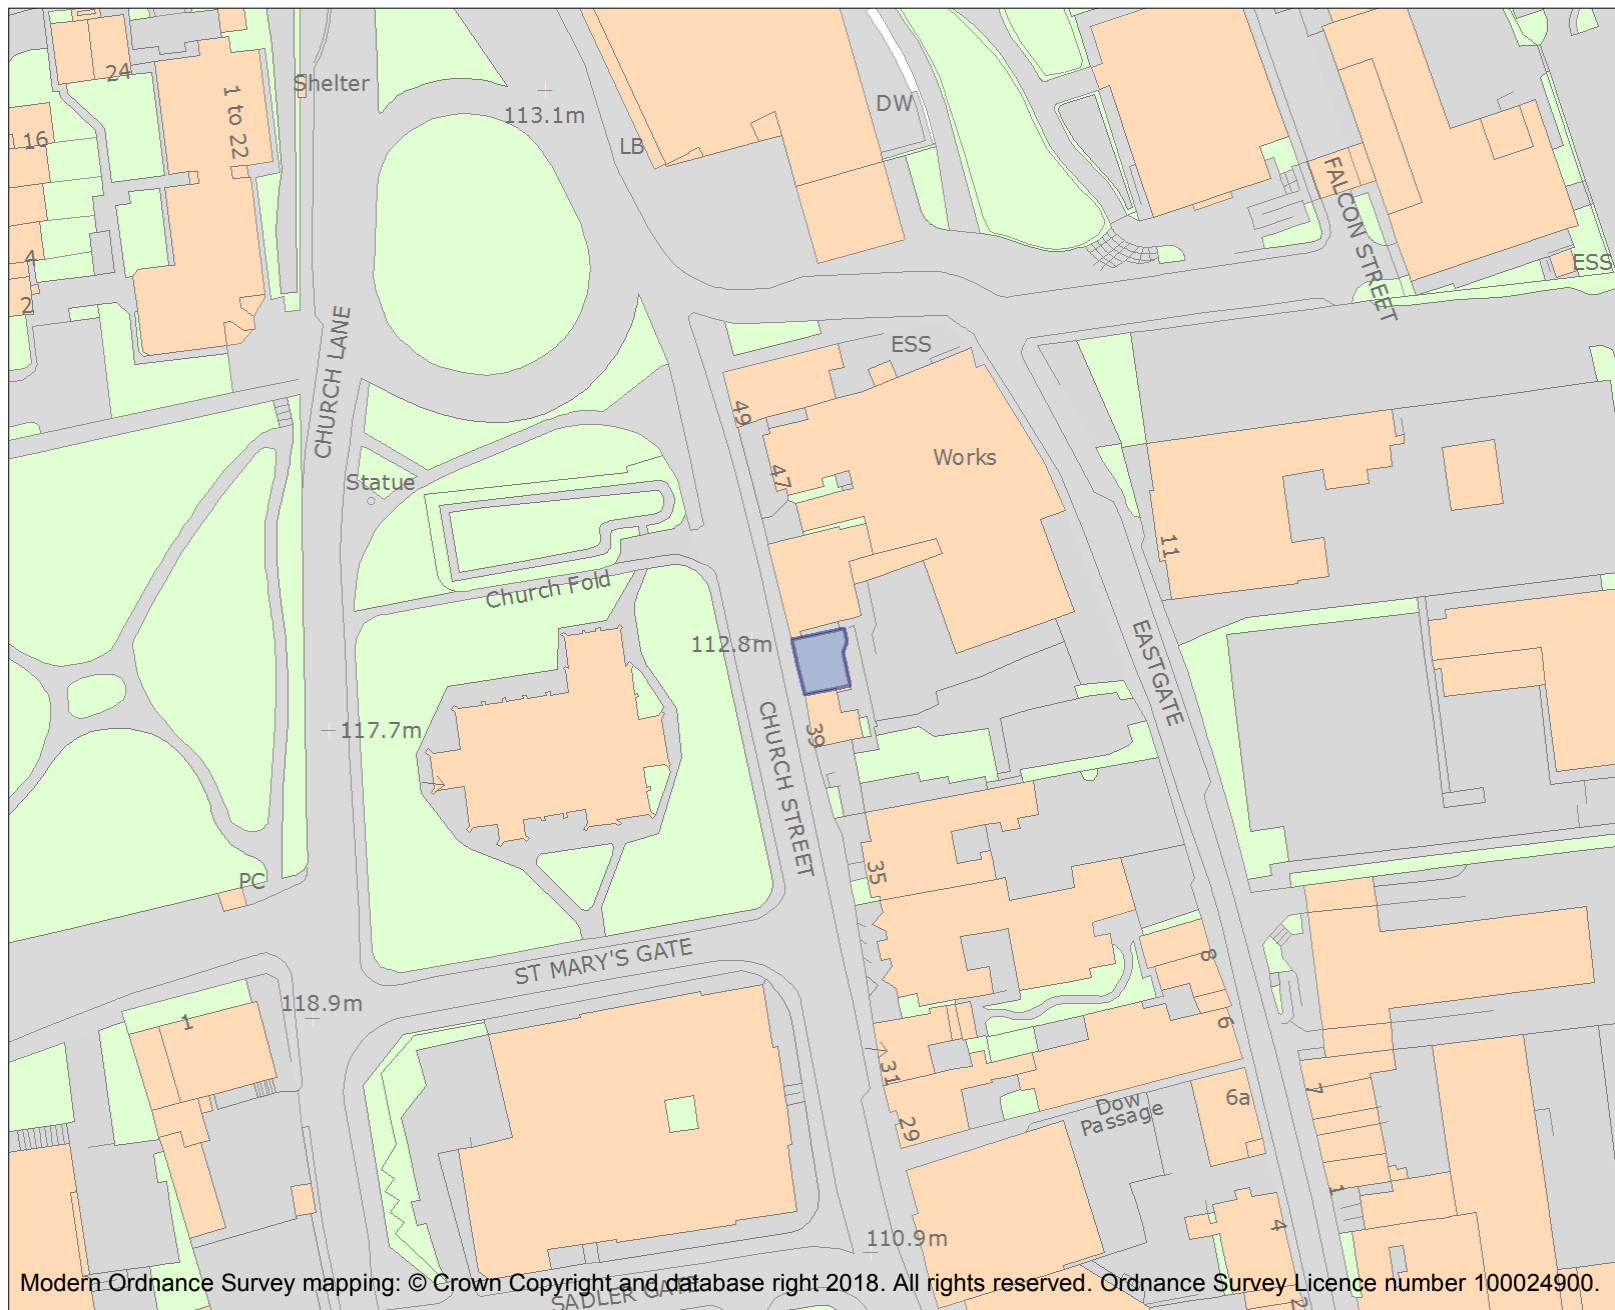 24
Shelter
113.1m
1 to 22
LB
DW
16
FALCON STREET
4
ESS
2
CHURCH LANE
ESS
49
Works
47
Statue
11
Church Fold
112.8m
EASTGATE
117.7m
39
CHURCH STREET
35
PC
ST MARY'S GATE
8
118.9m
1
6
31
7
6a
Dow
Passage
29
1
4
110.9m
Modern Ordnance Survey mapping: © Crown Copyright and database right 2018. All rights reserved. Ordnance Survey Licence number 100024900.
SADLER GATE
2